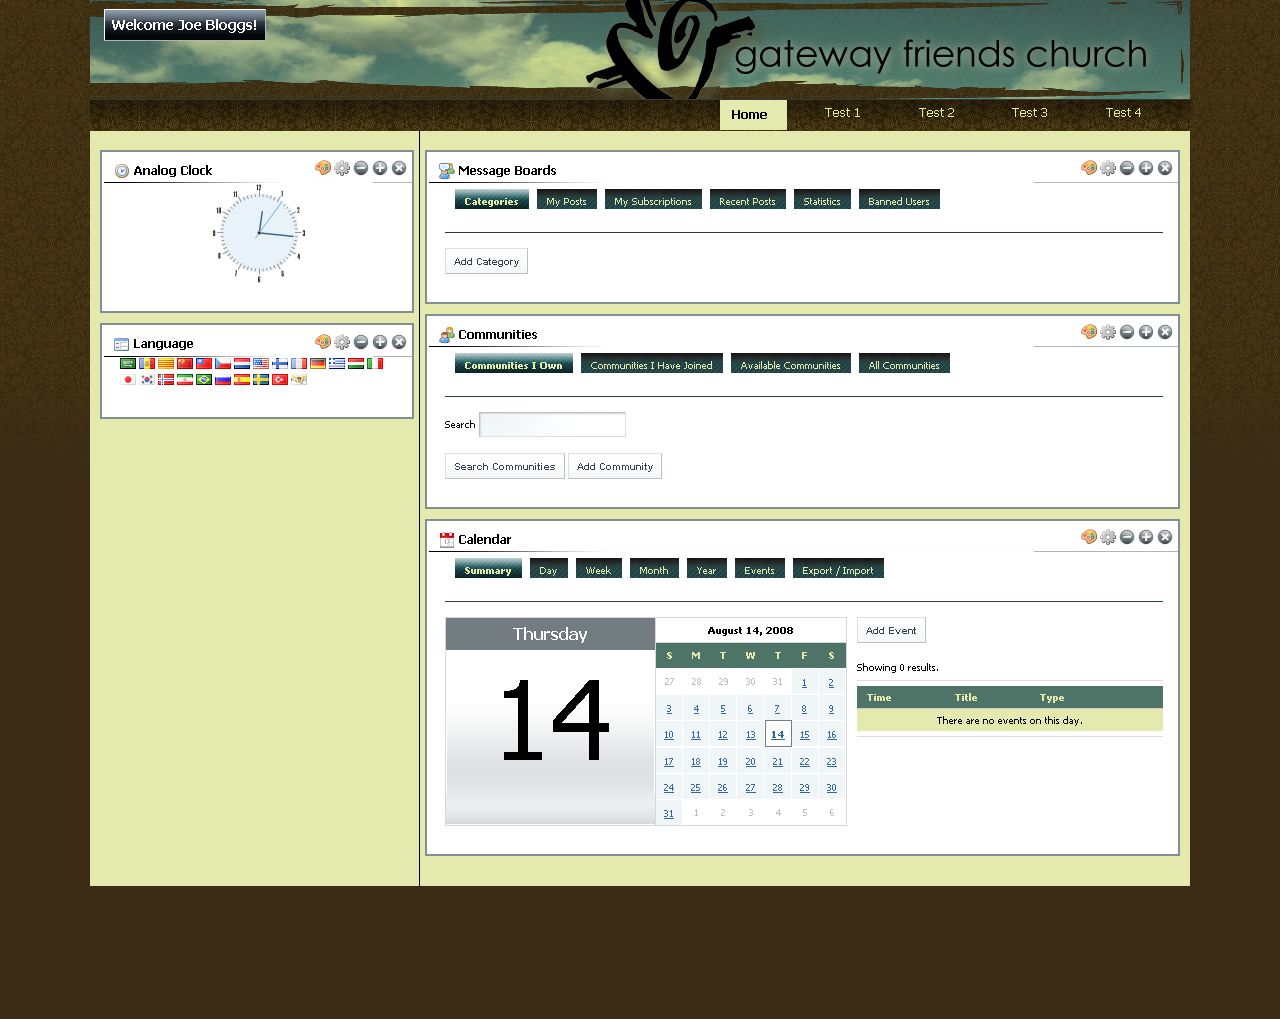 Welcome Joe Bloggs!
gateway friends church
Home Test 1 Test 2 Test 3 Test 4
Analog Clock
12
11 1
10 2
9 3
8 4
7 5
6
Language
Message Boards
Categories My Posts My Subscriptions Recent Posts Statistics Banned Users
Add Category
Communities
Communities I Own Communities I Have Joined Available Communities All Communities
Search
Search Communities Add Community
Calendar
Summary Day Week Month Year Events Export / Import
Thursday
14
August 14, 2008
S M T W T F S
27 28 29 30 31 1 2
3 4 5 6 7 8 9
10 11 12 13 14 15 16
17 18 19 20 21 22 23
24 25 26 27 28 29 30
31 1 2 3 4 5 6
Add Event
Showing 0 results.
Time Title Type
There are no events on this day.